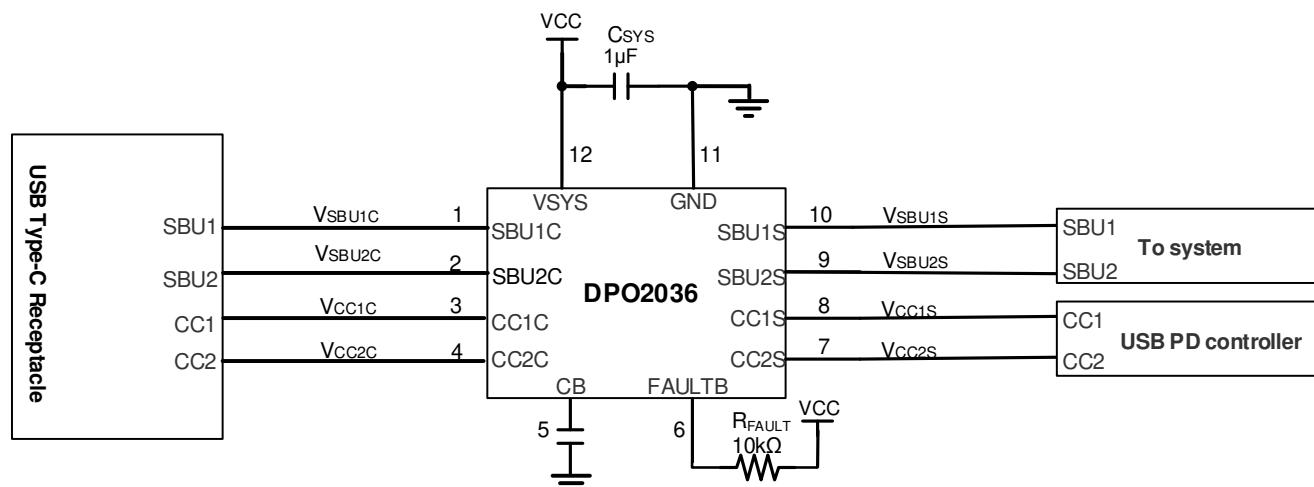 VCC
CSYS
1µF
12
11
VSYS
GND
USB Type-C Receptacle
SBU1
SBU2
CC1
CC2
VSBU1C
VSBU2C
VCC1C
VCC2C
1
2
3
4
SBU1C
SBU2C
CC1C
CC2C
DPO2036
SBU1S
SBU2S
CC1S
CC2S
CB
FAULTB
10
9
8
7
VSBU1S
VSBU2S
VCC1S
VCC2S
SBU1
SBU2
To system
CC1
CC2
USB PD controller
5
6
RFAULT
10kΩ
VCC